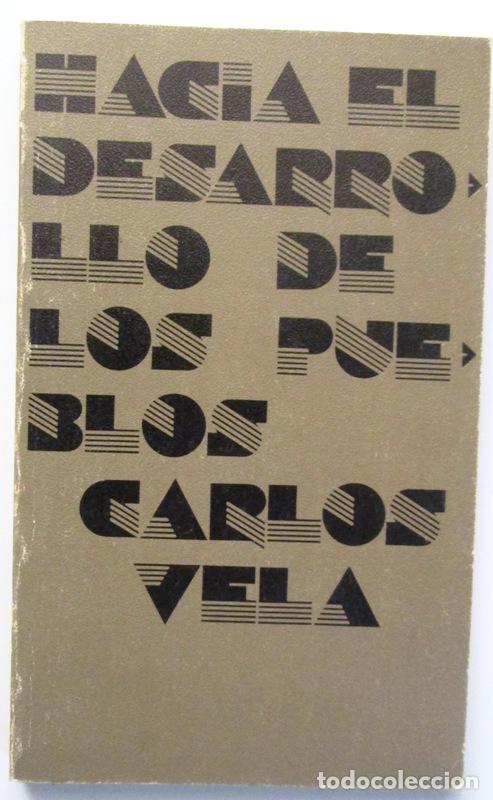 HACIA EL
DESARRO-
LLO DE
LOS PUE-
BLOS
CARLOS
VELA
todocoleccion